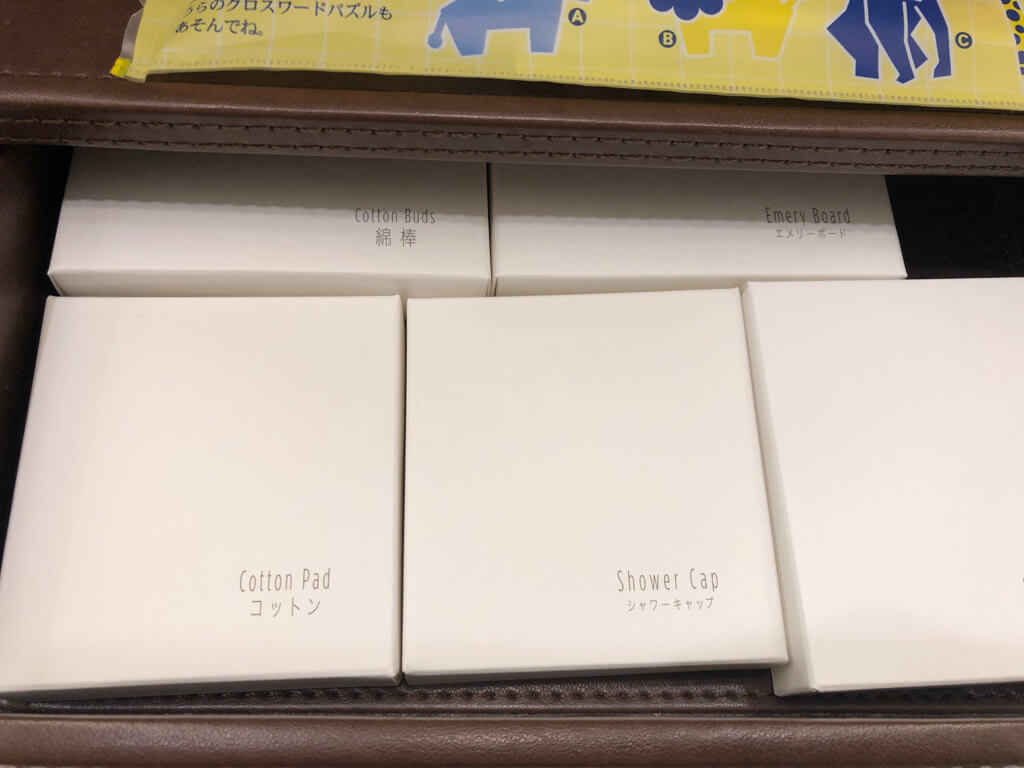 うらのクロスワードパズルも
あそんでね。
A
B
C
Cotton Buds
綿棒
Emery Board
エメリーボード
Cotton Pad
コットン
Shower Cap
シャワーキャップ